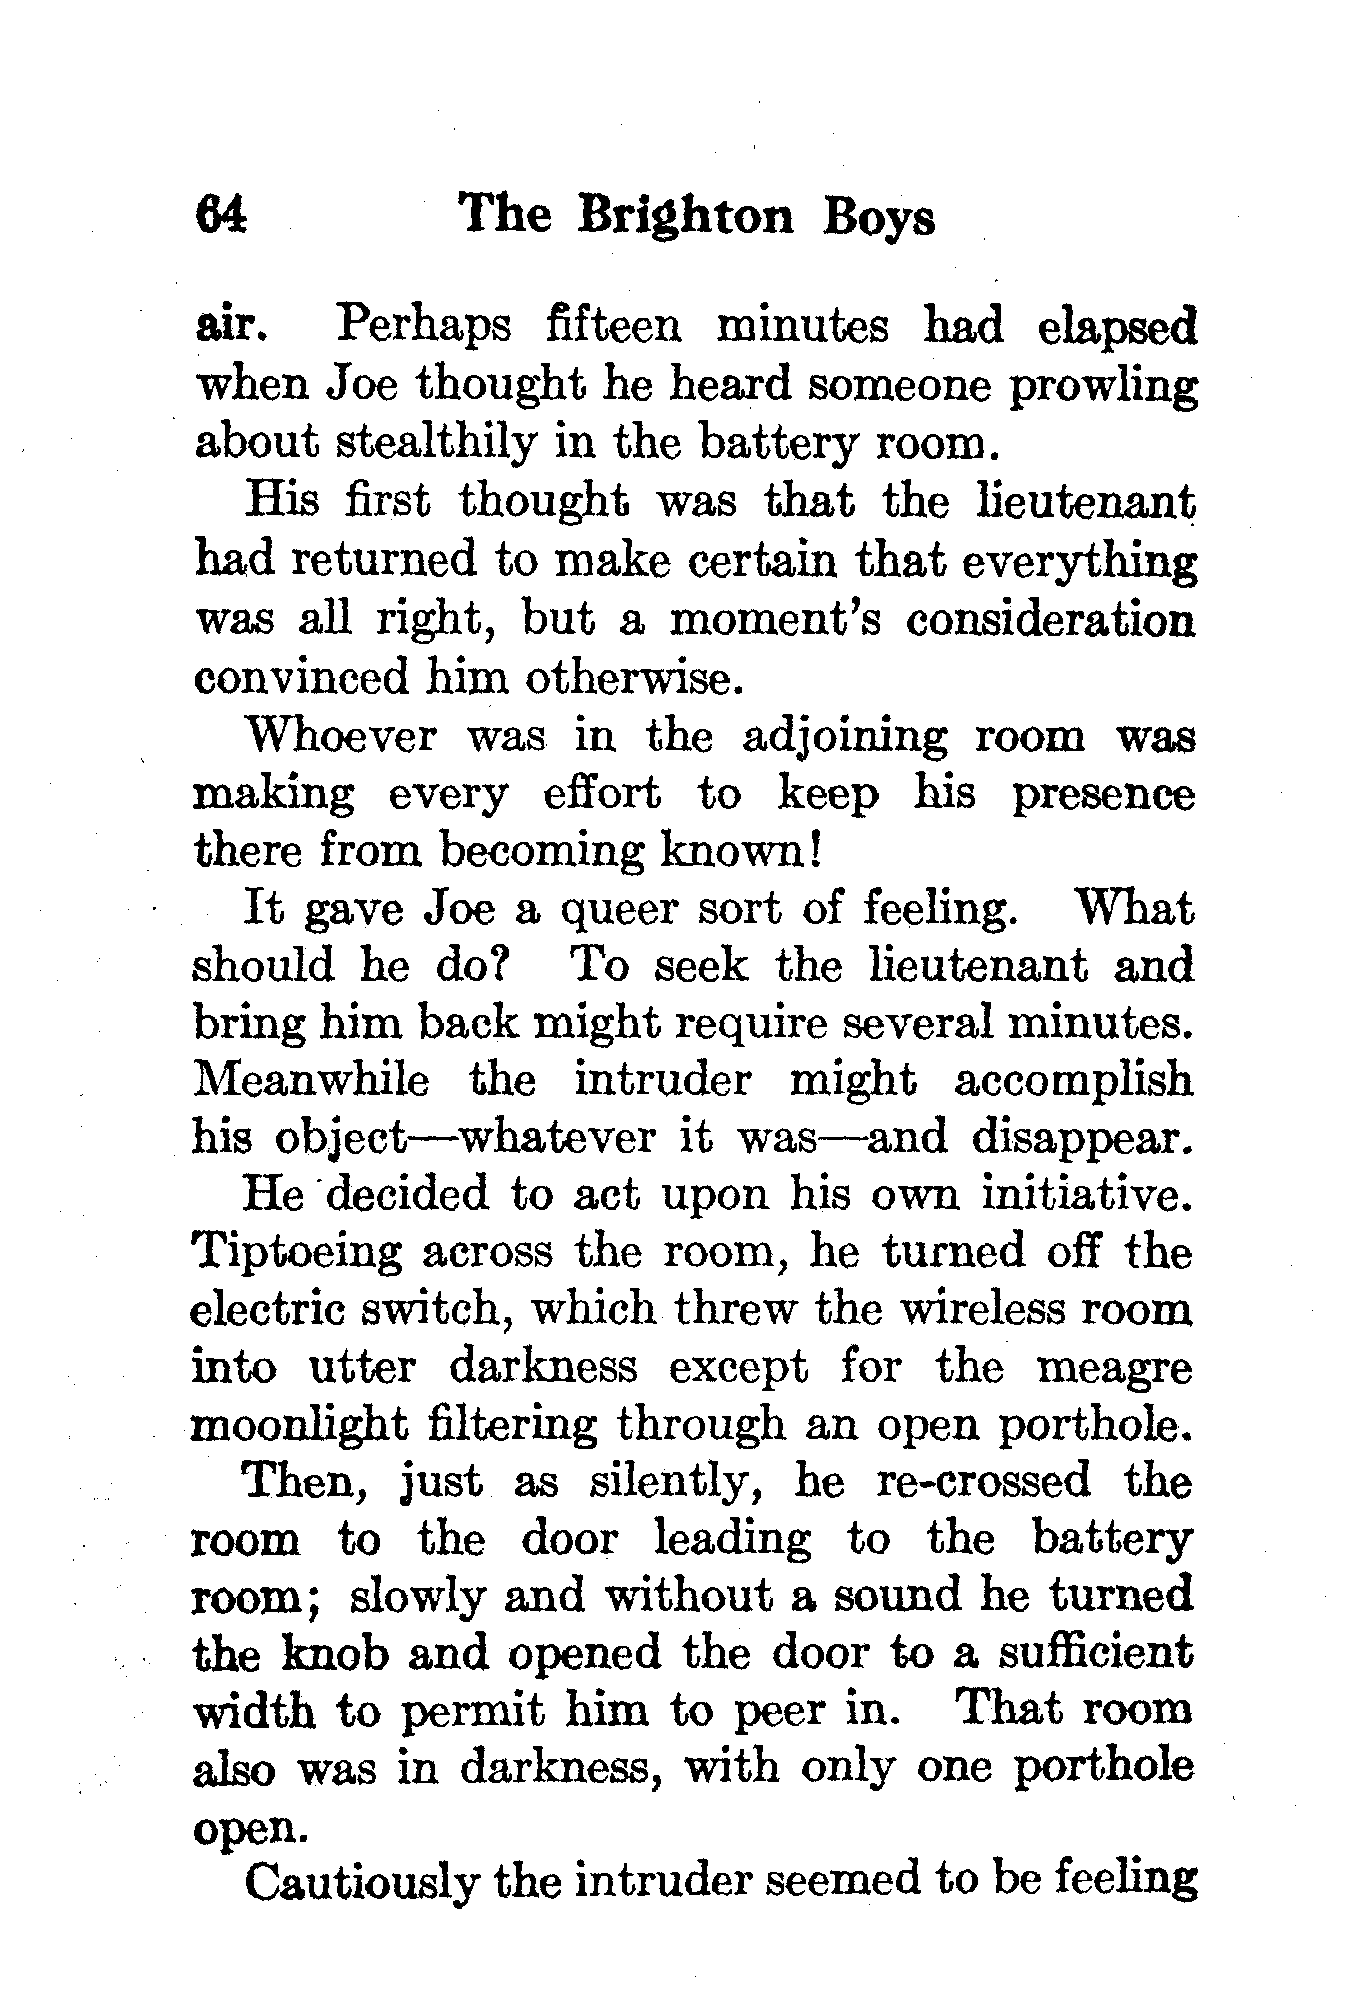 64 The Brighton Boys
air. Perhaps fifteen minutes had elapsed
when Joe thought he heard someone prowling
about stealthily in the battery room.
His first thought was that the lieutenant
had returned to make certain that everything
was all right, but a moment's consideration
convinced him otherwise.
Whoever was in the adjoining room was
making every effort to keep his presence
there from becoming known!
It gave Joe a queer sort of feeling. What
should he do? To seek the lieutenant and
bring him back might require several minutes.
Meanwhile the intruder might accomplish
his object—whatever it was—and disappear.
He decided to act upon his own initiative.
Tiptoeing across the room, he turned off the
electric switch, which threw the wireless room
into utter darkness except for the meagre
moonlight filtering through an open porthole.
Then, just as silently, he re-crossed the
room to the door leading to the battery
room; slowly and without a sound he turned
the knob and opened the door to a sufficient
width to permit him to peer in. That room
also was in darkness, with only one porthole
open.
Cautiously the intruder seemed to be feeling